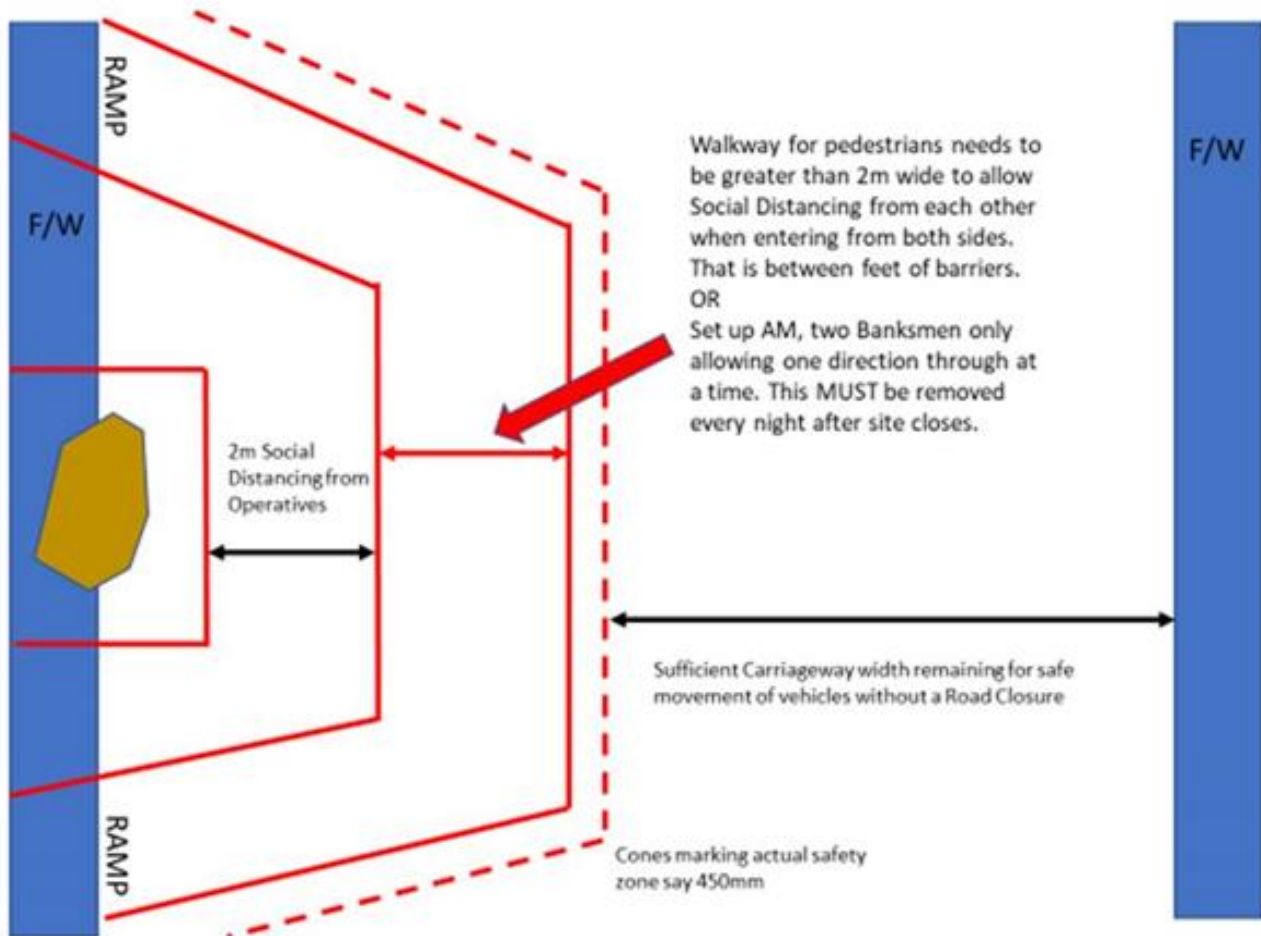 RAMP
F/W
Walkway for pedestrians needs to
be greater than 2m wide to allow
Social Distancing from each other
when entering from both sides.
That is between feet of barriers.
OR
Set up AM, two Banksmen only
allowing one direction through at
a time. This MUST be removed
every night after site closes.
F/W
2m Social
Distancing from
Operatives
Sufficient Carriageway width remaining for safe
movement of vehicles without a Road Closure
RAMP
Cones marking actual safety
zone say 450mm